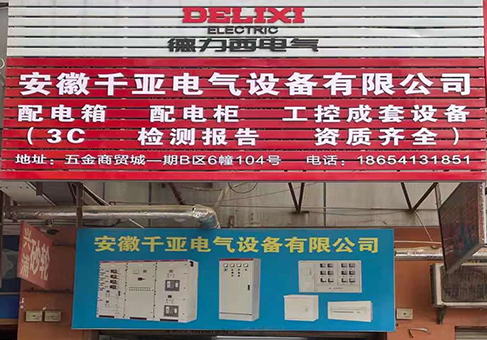 DELIXI
ELECTRIC
德力西电气
安徽千亚电气设备有限公司
配电箱 配电柜 工控成套设备
（3C 检测报告 资质齐全）
地址：五金商贸城一期B区6幢104号 电话：18654131851
安徽千亚电气设备有限公司
砂轮